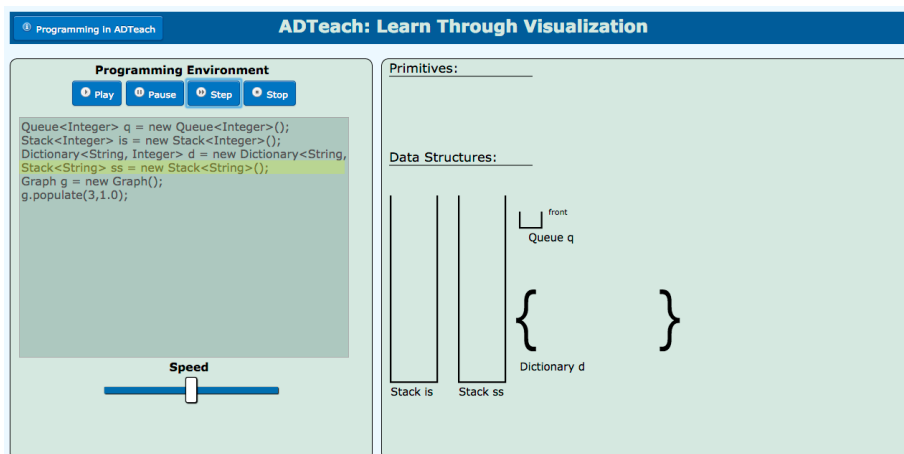 Programming in ADTeach
ADTeach: Learn Through Visualization
Programming Environment
Play
Pause
Step
Stop
Queue<Integer> q = new Queue<Integer>();
Stack<Integer> is = new Stack<Integer>();
Dictionary<String, Integer> d = new Dictionary<String,
Stack<String> ss = new Stack<String>();
Graph g = new Graph();
g.populate(3,1.0);
Speed
Primitives:
Data Structures:
front
Queue q
{ }
Dictionary d
Stack is
Stack ss